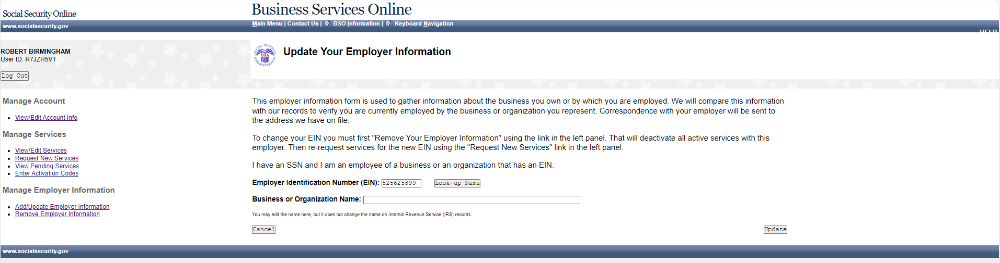 Social Security Online
Business Services Online
www.socialsecurity.gov
Main Menu | Contact Us | BSO Information | Keyboard Navigation
HELP
ROBERT BIRMINGHAM
User ID: R7JZH5VT
Log Out
SOCIAL SECURITY ADMINISTRATION
USA
Update Your Employer Information
Manage Account
View/Edit Account Info
Manage Services
View/Edit Services
Request New Services
View Pending Services
Enter Activation Codes
Manage Employer Information
Add/Update Employer Information
Remove Employer Information
This employer information form is used to gather information about the business you own or by which you are employed. We will compare this information
with our records to verify you are currently employed by the business or organization you represent. Correspondence with your employer will be sent to
the address we have on file.
To change your EIN you must first "Remove Your Employer Information" using the link in the left panel. That will deactivate all active services with this
employer. Then re-request services for the new EIN using the "Request New Services" link in the left panel.
I have an SSN and I am an employee of a business or an organization that has an EIN.
Employer Identification Number (EIN): 525625899 Look-up Name
Business or Organization Name:
You may edit the name here, but it does not change the name on Internal Revenue Service (IRS) records.
Cancel Update
www.socialsecurity.gov